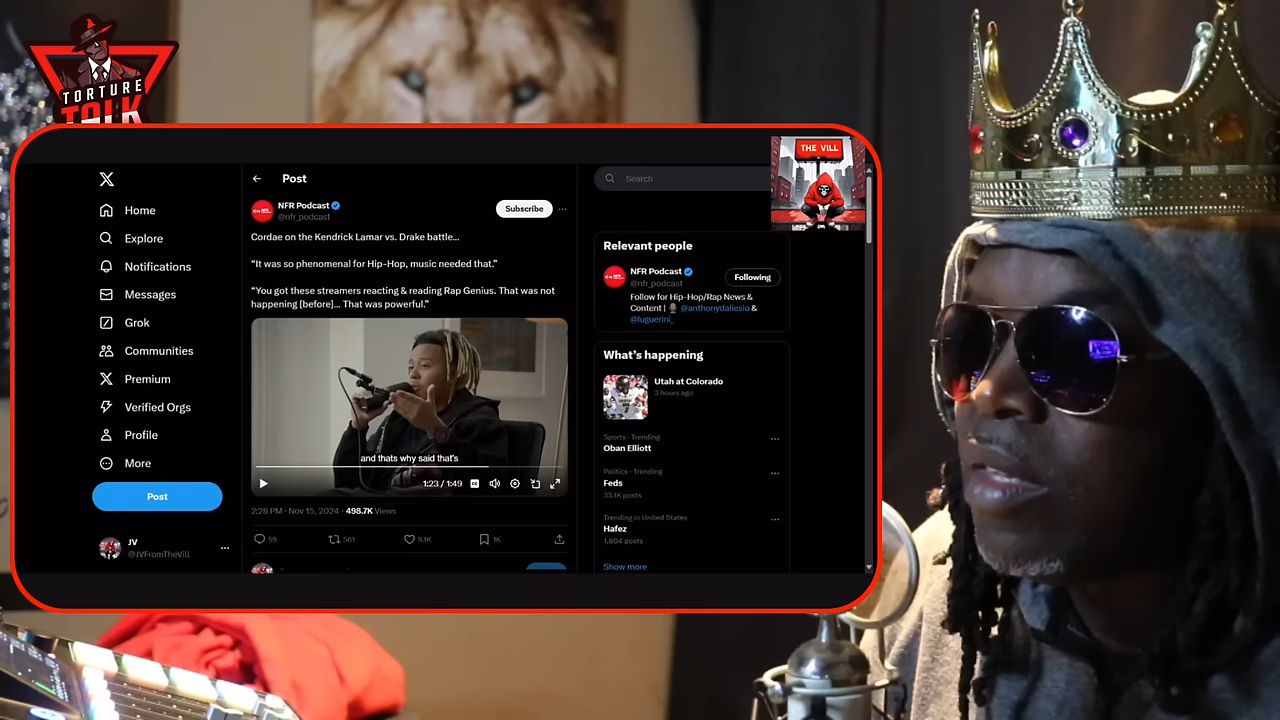 TORTURE
TALK
THE VILL
Home
Explore
Notifications
Messages
Grok
Communities
Premium
Verified Orgs
Profile
More
Post
JV
@JVFromTheVill
Post
NFR Podcast
@nfr_podcast
Subscribe
Cordae on the Kendrick Lamar vs. Drake battle...
"It was so phenomenal for Hip-Hop, music needed that."
"You got these streamers reacting & reading Rap Genius. That was not
happening [before]... That was powerful."
and thats why said that's
1:23 / 1:49
2:28 PM · Nov 15, 2024 · 498.7K Views
59 561 9.1K 1K
Search
Relevant people
NFR Podcast
@nfr_podcast
Following
Follow for Hip-Hop/Rap News &
Content | @anthonydaliesio &
@luguerini_
What's happening
Utah at Colorado
3 hours ago
Sports · Trending
Oban Elliott
Politics · Trending
Feds
33.1K posts
Trending in United States
Hafez
1,804 posts
Show more